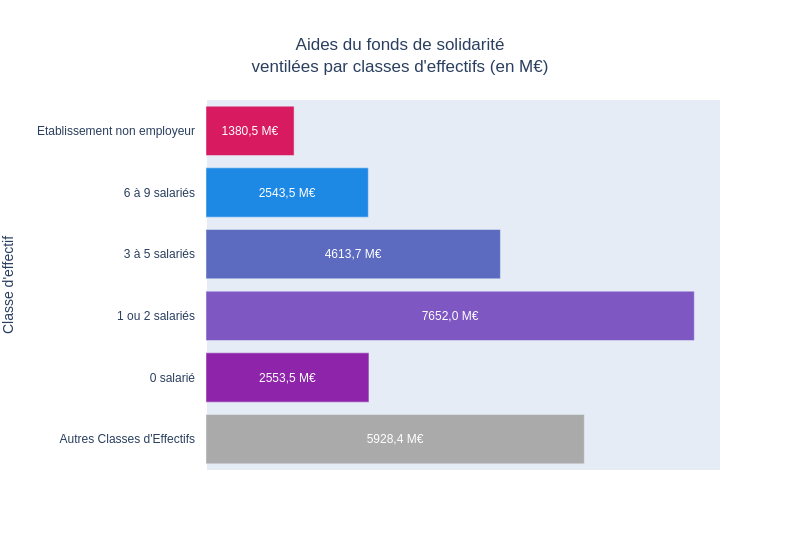 Aides du fonds de solidarité
ventilées par classes d'effectifs (en M€)
Classe d'effectif
Etablissement non employeur
1380,5 M€
6 à 9 salariés
2543,5 M€
3 à 5 salariés
4613,7 M€
1 ou 2 salariés
7652,0 M€
0 salarié
2553,5 M€
Autres Classes d'Effectifs
5928,4 M€